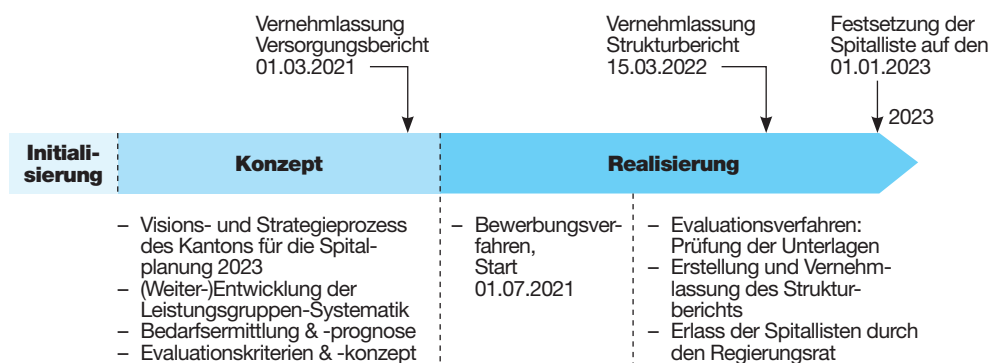 Vernehmlassung
Versorgungsbericht
01.03.2021
Vernehmlassung
Strukturbericht
15.03.2022
Festsetzung der
Spitalliste auf den
01.01.2023
2023
Initiali-
sierung
Konzept
Realisierung
– Visions- und Strategieprozess
des Kantons für die Spital-
planung 2023
– (Weiter-)Entwicklung der
Leistungsgruppen-Systematik
– Bedarfsermittlung & -prognose
– Evaluationskriterien & -konzept
– Bewerbungsver-
fahren,
Start
01.07.2021
– Evaluationsverfahren:
Prüfung der Unterlagen
– Erstellung und Vernehm-
lassung des Struktur-
berichts
– Erlass der Spitallisten durch
den Regierungsrat